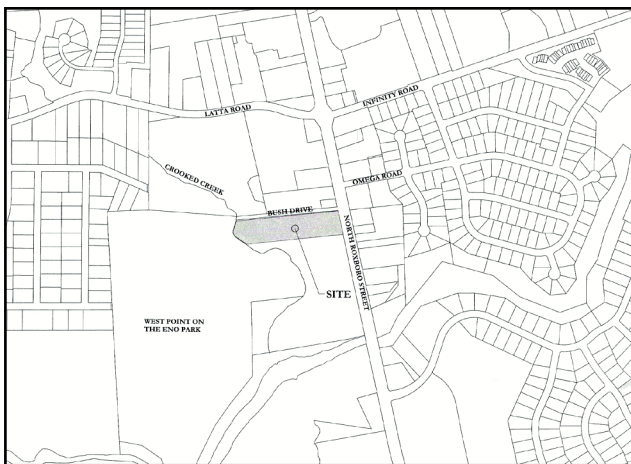 INFINITY ROAD
LATTA ROAD
CROOKED CREEK
OMEGA ROAD
BUSH DRIVE
NORTH ROXBORO STREET
SITE
WEST POINT ON
THE ENO PARK